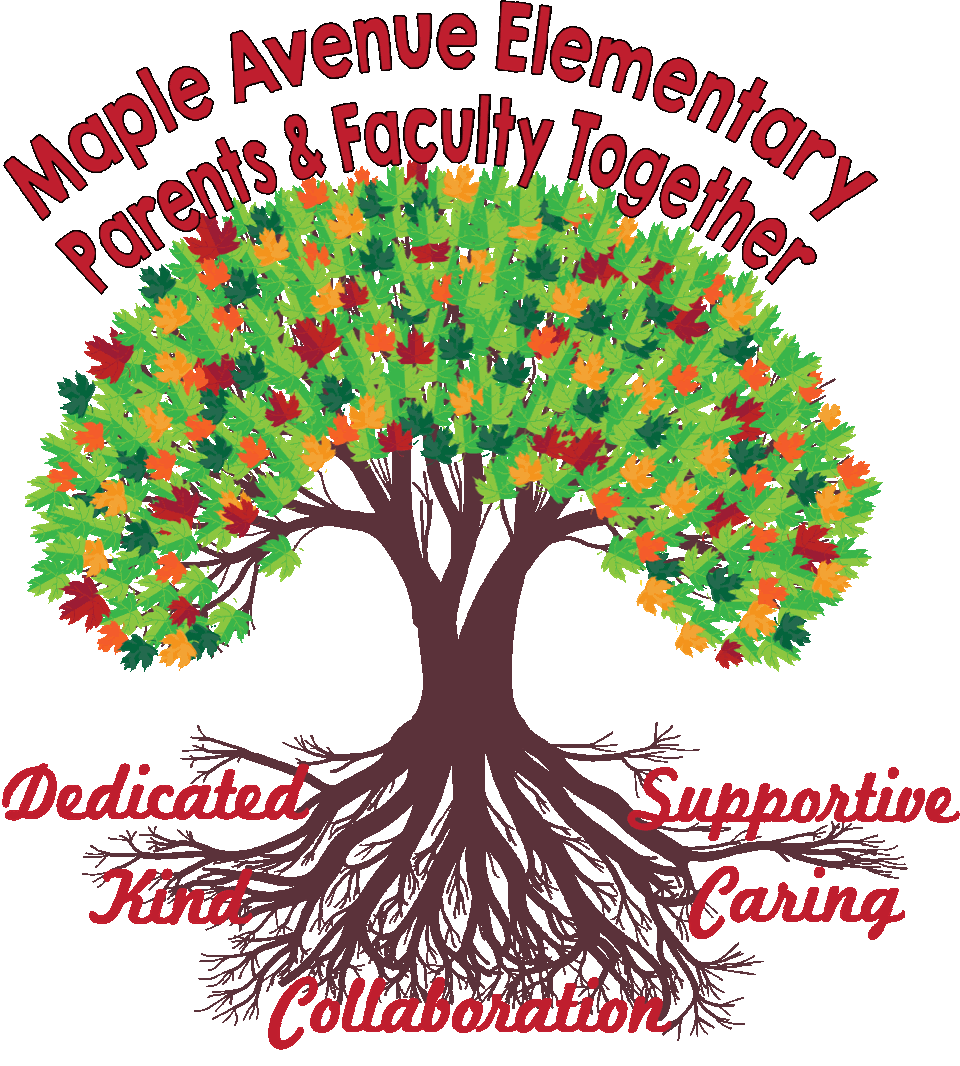 Maple Avenue Elementary
Parents & Faculty Together
Dedicated
Supportive
Kind
Caring
Collaboration